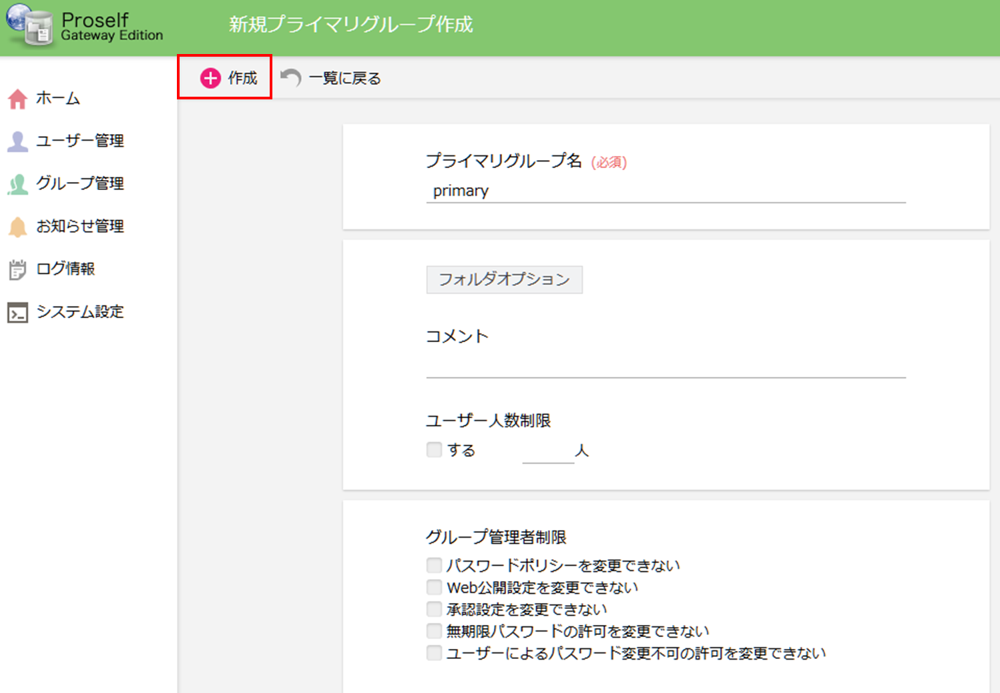 Proself
Gateway Edition
新規プライマリグループ作成
作成
一覧に戻る
ホーム
ユーザー管理
グループ管理
お知らせ管理
ログ情報
システム設定
プライマリグループ名 (必須)
primary
フォルダオプション
コメント
ユーザー人数制限
する 人
グループ管理者制限
パスワードポリシーを変更できない
Web公開設定を変更できない
承認設定を変更できない
無期限パスワードの許可を変更できない
ユーザーによるパスワード変更不可の許可を変更できない